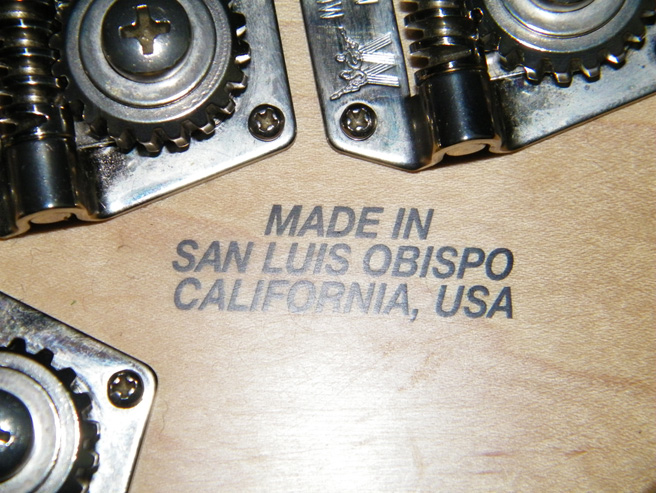 MADE IN
SAN LUIS OBISPO
CALIFORNIA, USA